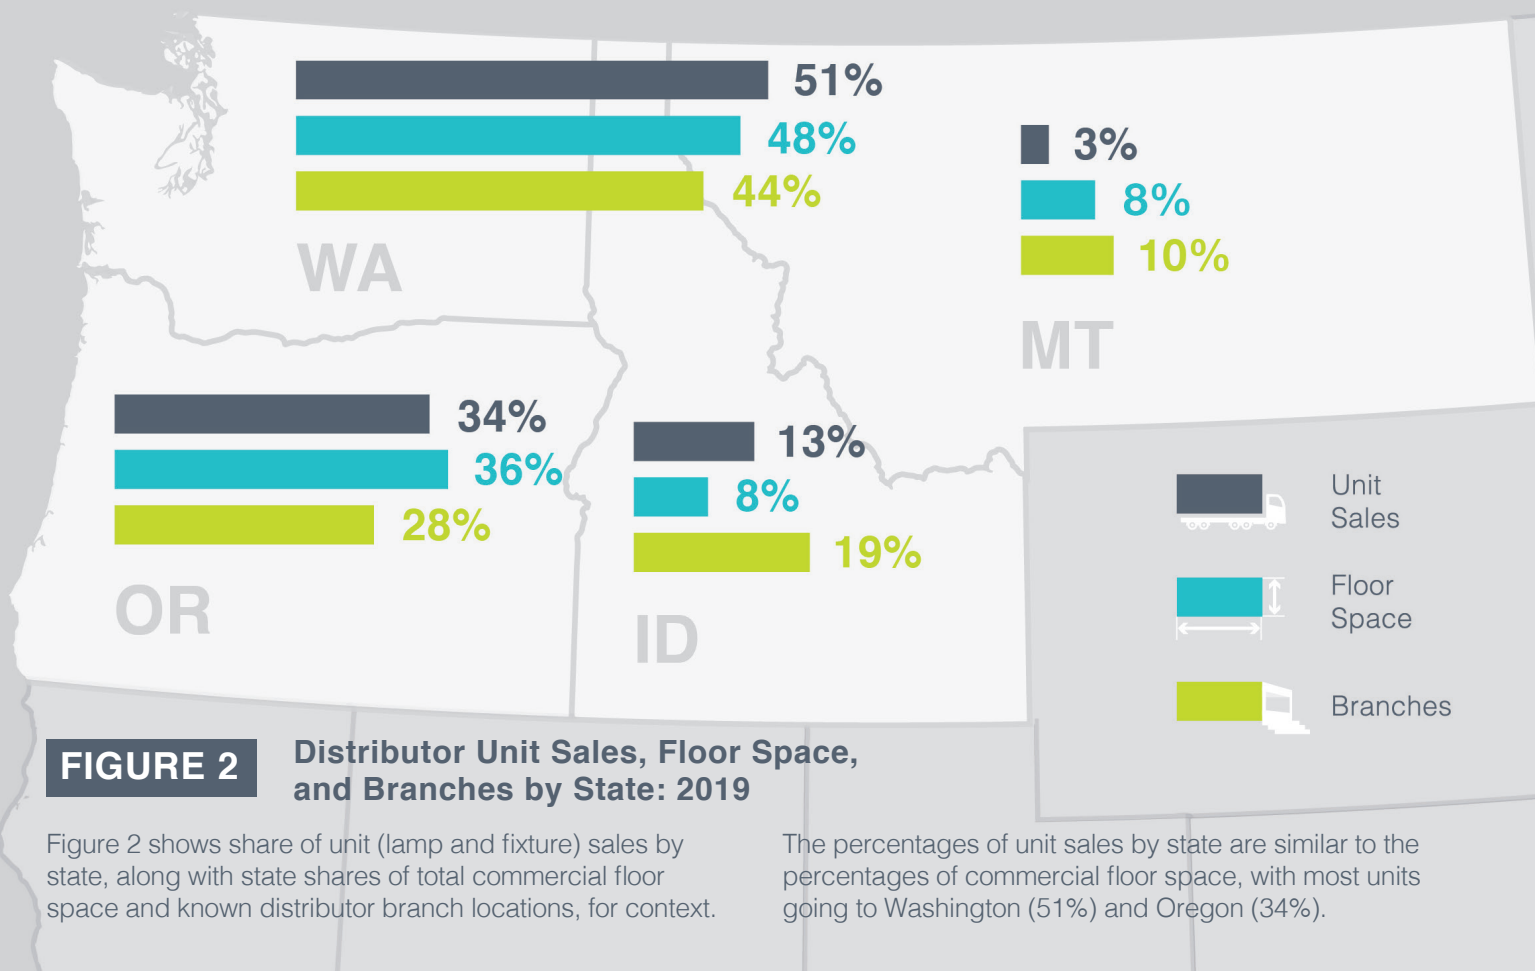 51%
48%
44%
WA
3%
8%
10%
MT
34%
36%
28%
OR
13%
8%
19%
ID
Unit
Sales
Floor
Space
Branches
FIGURE 2
Distributor Unit Sales, Floor Space,
and Branches by State: 2019
Figure 2 shows share of unit (lamp and fixture) sales by
state, along with state shares of total commercial floor
space and known distributor branch locations, for context.
The percentages of unit sales by state are similar to the
percentages of commercial floor space, with most units
going to Washington (51%) and Oregon (34%).